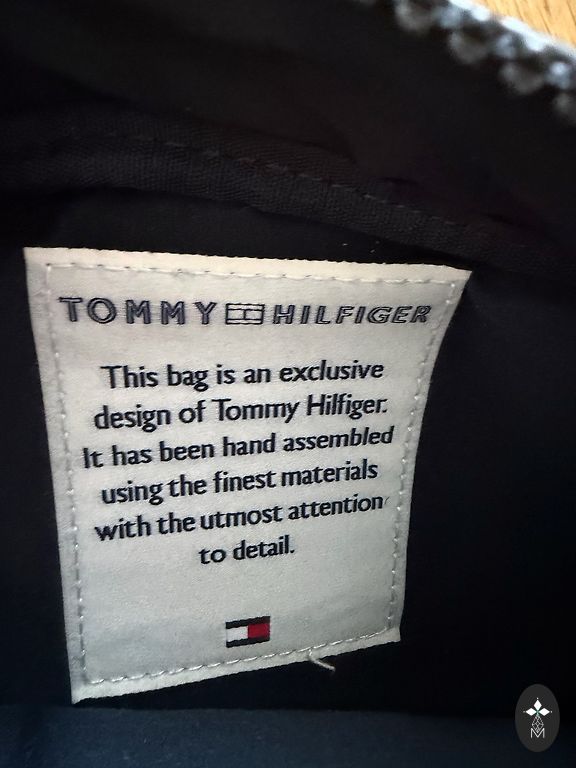 TOMMY HILFIGER
This bag is an exclusive
design of Tommy Hilfiger.
It has been hand assembled
using the finest materials
with the utmost attention
to detail.
M